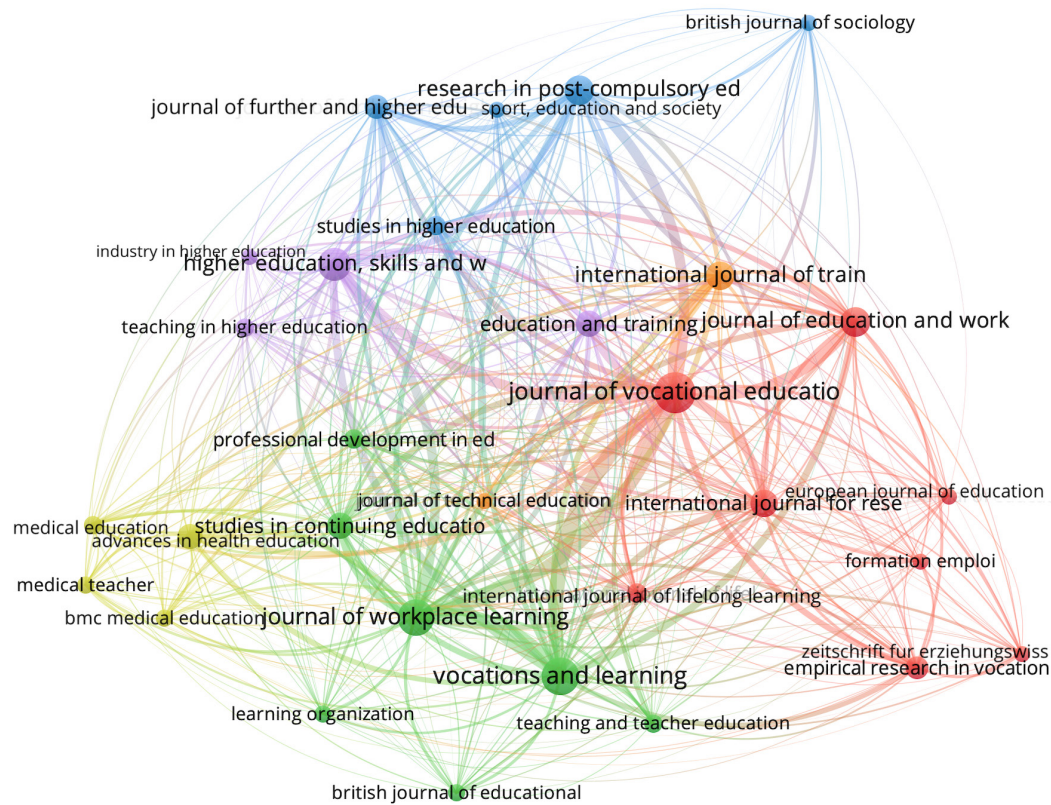 british journal of sociology
research in post-compulsory ed
journal of further and higher edu
sport, education and society
studies in higher education
industry in higher education
higher education, skills and w
international journal of train
teaching in higher education
education and training
journal of education and work
journal of vocational educatio
professional development in ed
european journal of education
journal of technical education
international journal for rese
medical education
studies in continuing educatio
advances in health education
formation emploi
medical teacher
international journal of lifelong learning
bmc medical education
journal of workplace learning
zeitschrift fur erziehungswiss
empirical research in vocation
vocations and learning
learning organization
teaching and teacher education
british journal of educational